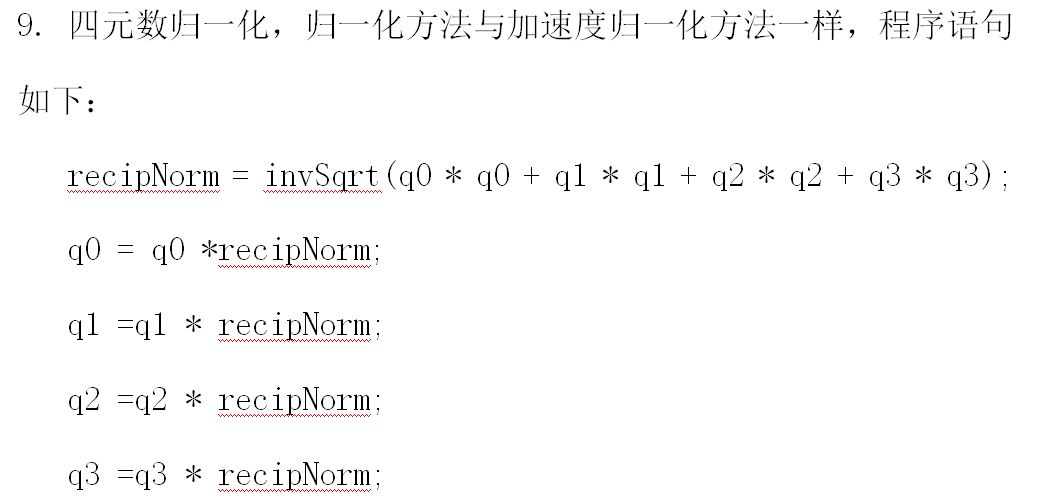 9. 四元数归一化，归一化方法与加速度归一化方法一样，程序语句
如下：
recipNorm = invSqrt(q0 * q0 + q1 * q1 + q2 * q2 + q3 * q3);
q0 = q0 *recipNorm;
q1 =q1 * recipNorm;
q2 =q2 * recipNorm;
q3 =q3 * recipNorm;